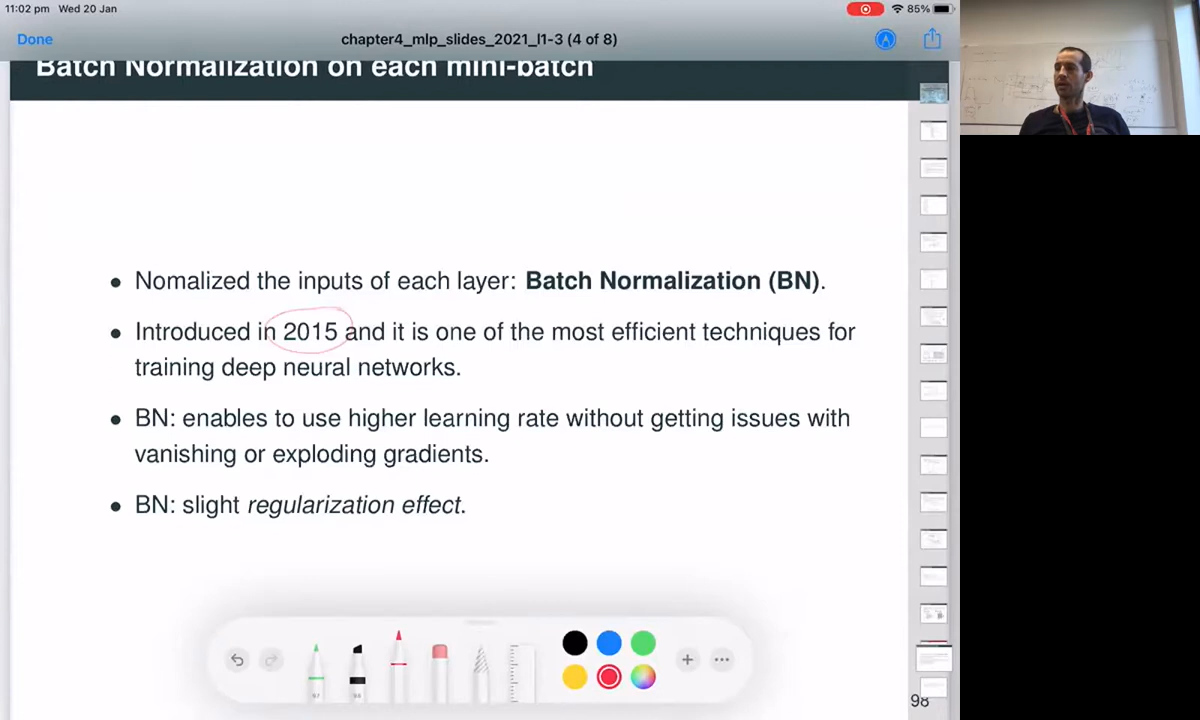 11:02 pm Wed 20 Jan
85%
Done
chapter4_mlp_slides_2021_l1-3 (4 of 8)
Batch Normalization on each mini-batch
• Nomalized the inputs of each layer: Batch Normalization (BN).
• Introduced in 2015 and it is one of the most efficient techniques for
training deep neural networks.
• BN: enables to use higher learning rate without getting issues with
vanishing or exploding gradients.
• BN: slight regularization effect.
98